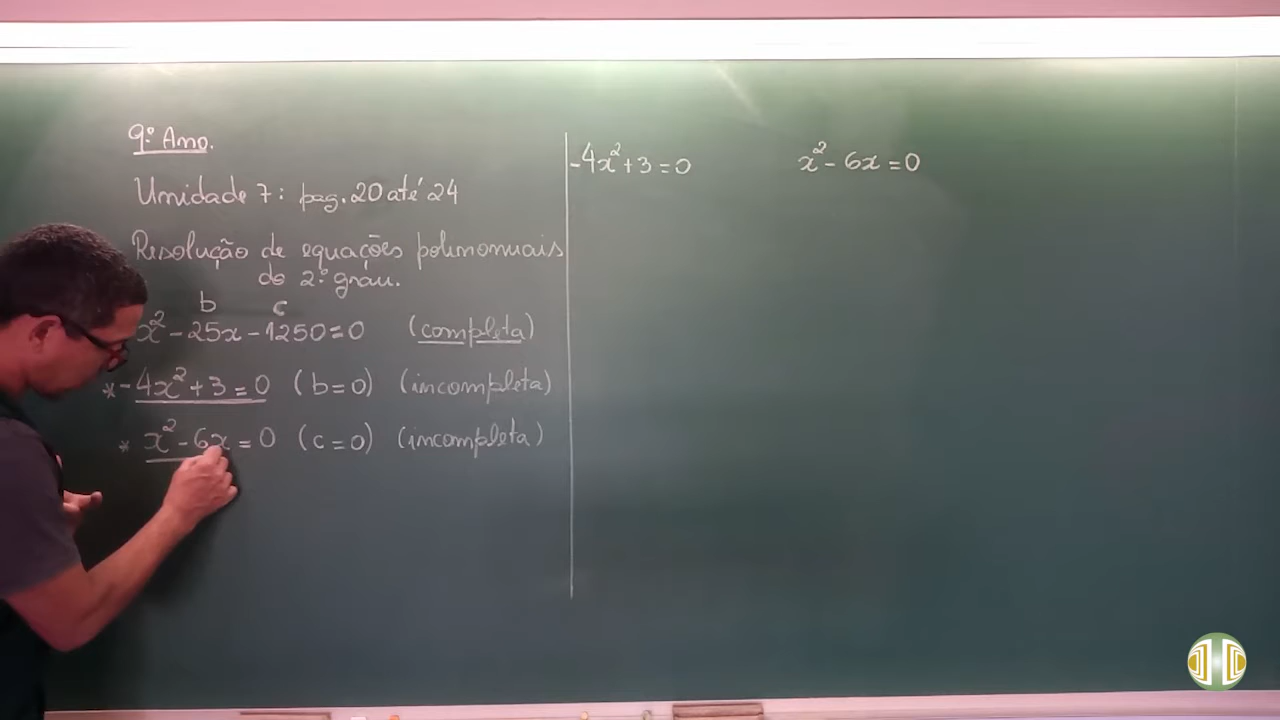 9º Ano.
Unidade 7: pag. 20 até 24
Resolução de equações polinomiais
do 2º grau.
b c
x² - 25x - 1250 = 0 (completa)
* - 4x² + 3 = 0 (b = 0) (incompleta)
* x² - 6x = 0 (c = 0) (incompleta)
- 4x² + 3 = 0
x² - 6x = 0